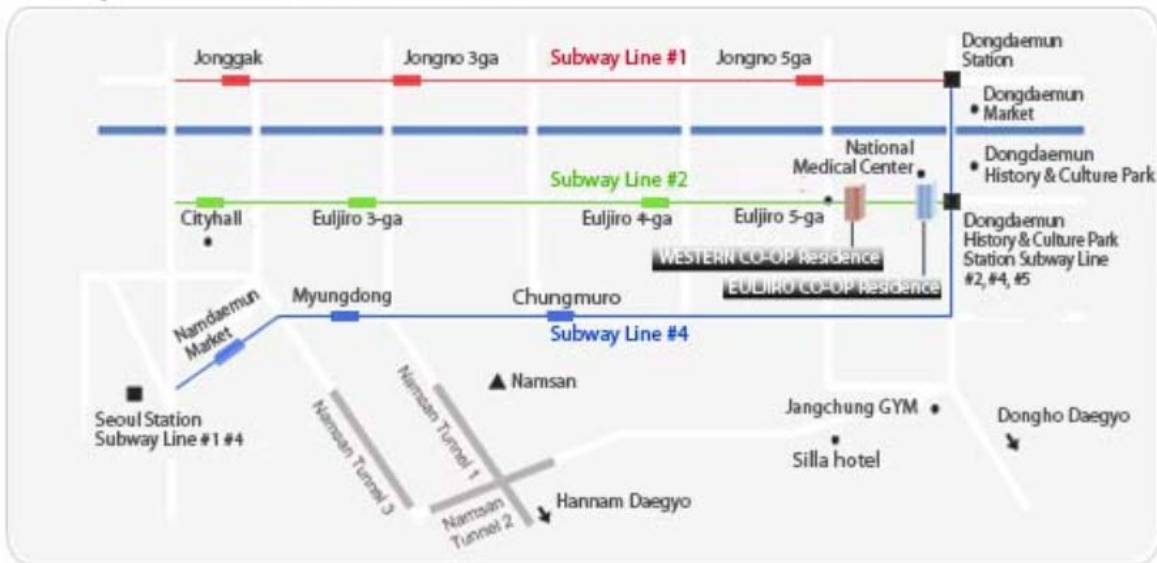 Jonggak
Jongno 3ga
Subway Line #1
Jongno 5ga
Dongdaemun
Station
Dongdaemun
Market
National
Medical Center
Dongdaemun
History & Culture Park
Subway Line #2
Cityhall
Euljiro 3-ga
Euljiro 4-ga
Euljiro 5-ga
Dongdaemun
History & Culture Park
Station Subway Line
#2, #4, #5
WESTERN CO-OP Residence
EULJIRO CO-OP Residence
Namdaemun
Market
Myungdong
Chungmuro
Subway Line #4
Seoul Station
Subway Line #1 #4
Namsan Tunnel 3
Namsan Tunnel 1
Namsan
Namsan
Tunnel 2
Hannam Daegyo
Jangchung GYM
Silla hotel
Dongho Daegyo